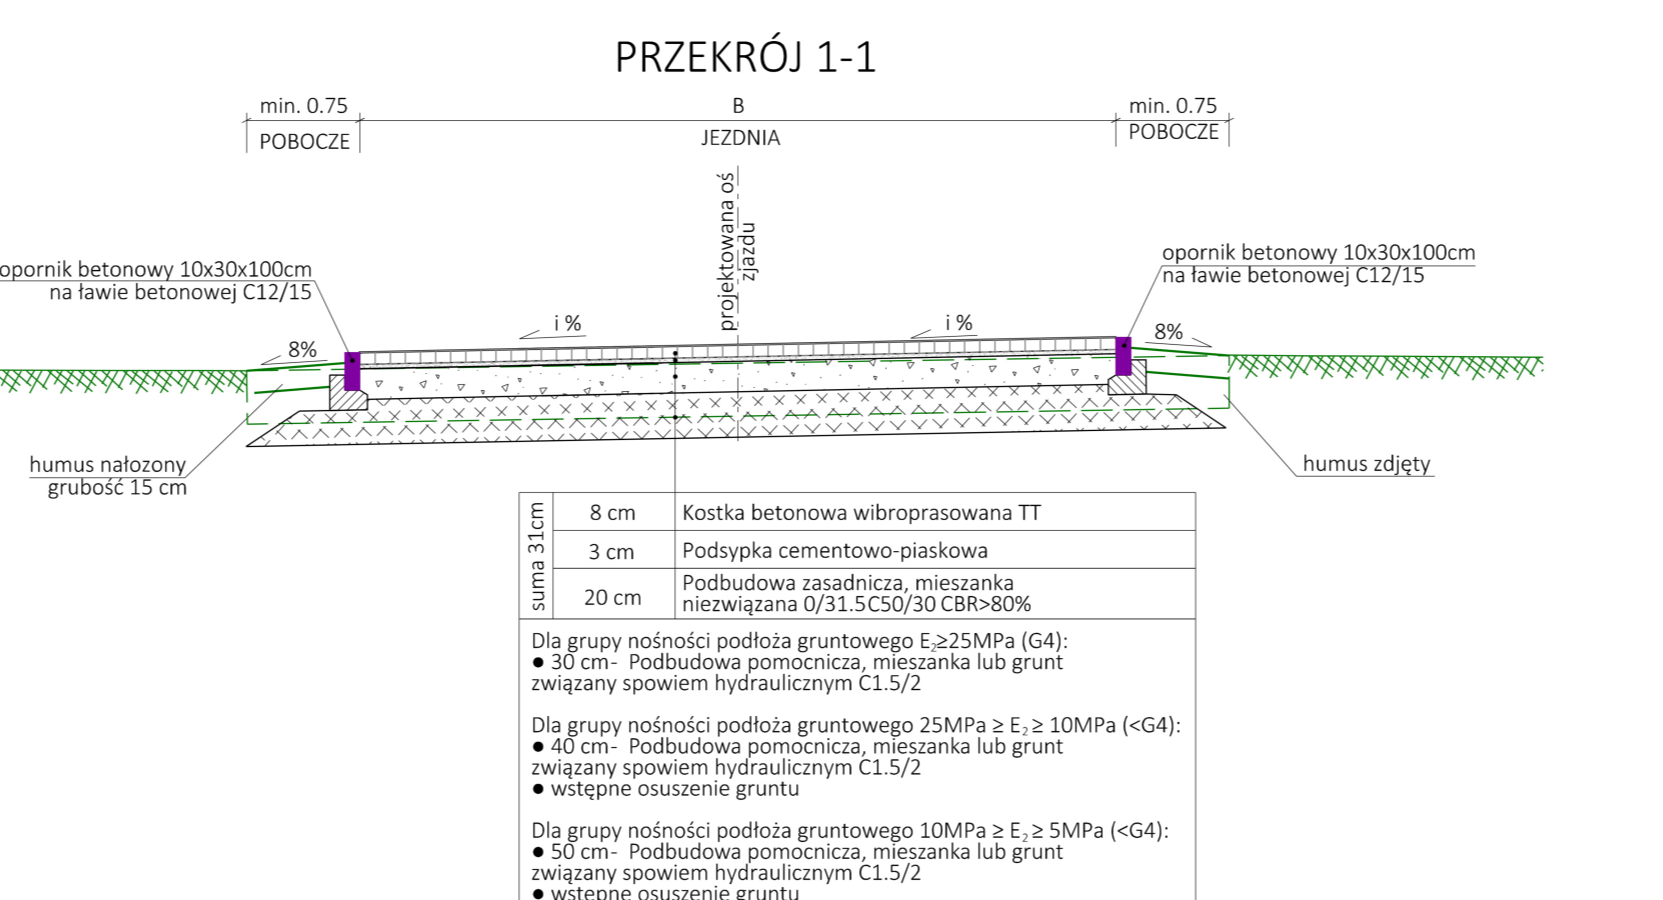 PRZEKRÓJ 1-1
min. 0.75
B
min. 0.75
POBOCZE
JEZDNIA
POBOCZE
projektowana oś
zjazdu
opornik betonowy 10x30x100cm
na ławie betonowej C12/15
opornik betonowy 10x30x100cm
na ławie betonowej C12/15
8%
i %
i %
8%
humus nałozony
grubość 15 cm
humus zdjęty
suma 31cm
8 cm
Kostka betonowa wibroprasowana TT
3 cm
Podsypka cementowo-piaskowa
20 cm
Podbudowa zasadnicza, mieszanka
niezwiązana 0/31.5C50/30 CBR>80%
Dla grupy nośności podłoża gruntowego E₂≥25MPa (G4):
● 30 cm- Podbudowa pomocnicza, mieszanka lub grunt
związany spowiem hydraulicznym C1.5/2
Dla grupy nośności podłoża gruntowego 25MPa ≥ E₂ ≥ 10MPa (<G4):
● 40 cm- Podbudowa pomocnicza, mieszanka lub grunt
związany spowiem hydraulicznym C1.5/2
● wstępne osuszenie gruntu
Dla grupy nośności podłoża gruntowego 10MPa ≥ E₂ ≥ 5MPa (<G4):
● 50 cm- Podbudowa pomocnicza, mieszanka lub grunt
związany spowiem hydraulicznym C1.5/2
● wstępne osuszenie gruntu